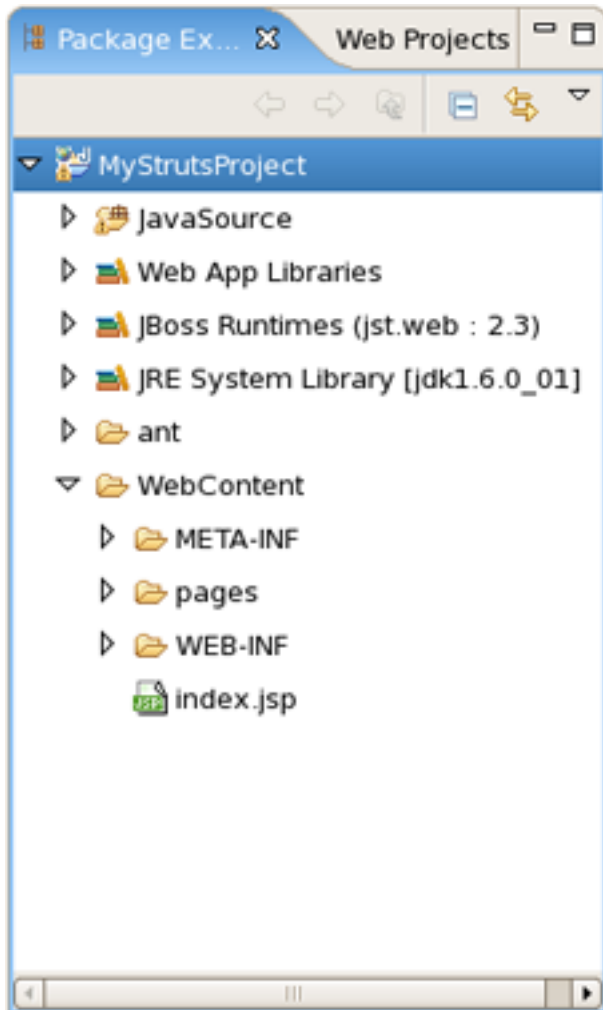 Package Ex... Web Projects
MyStrutsProject
JavaSource
Web App Libraries
JBoss Runtimes (jst.web : 2.3)
JRE System Library [jdk1.6.0_01]
ant
WebContent
META-INF
pages
WEB-INF
index.jsp